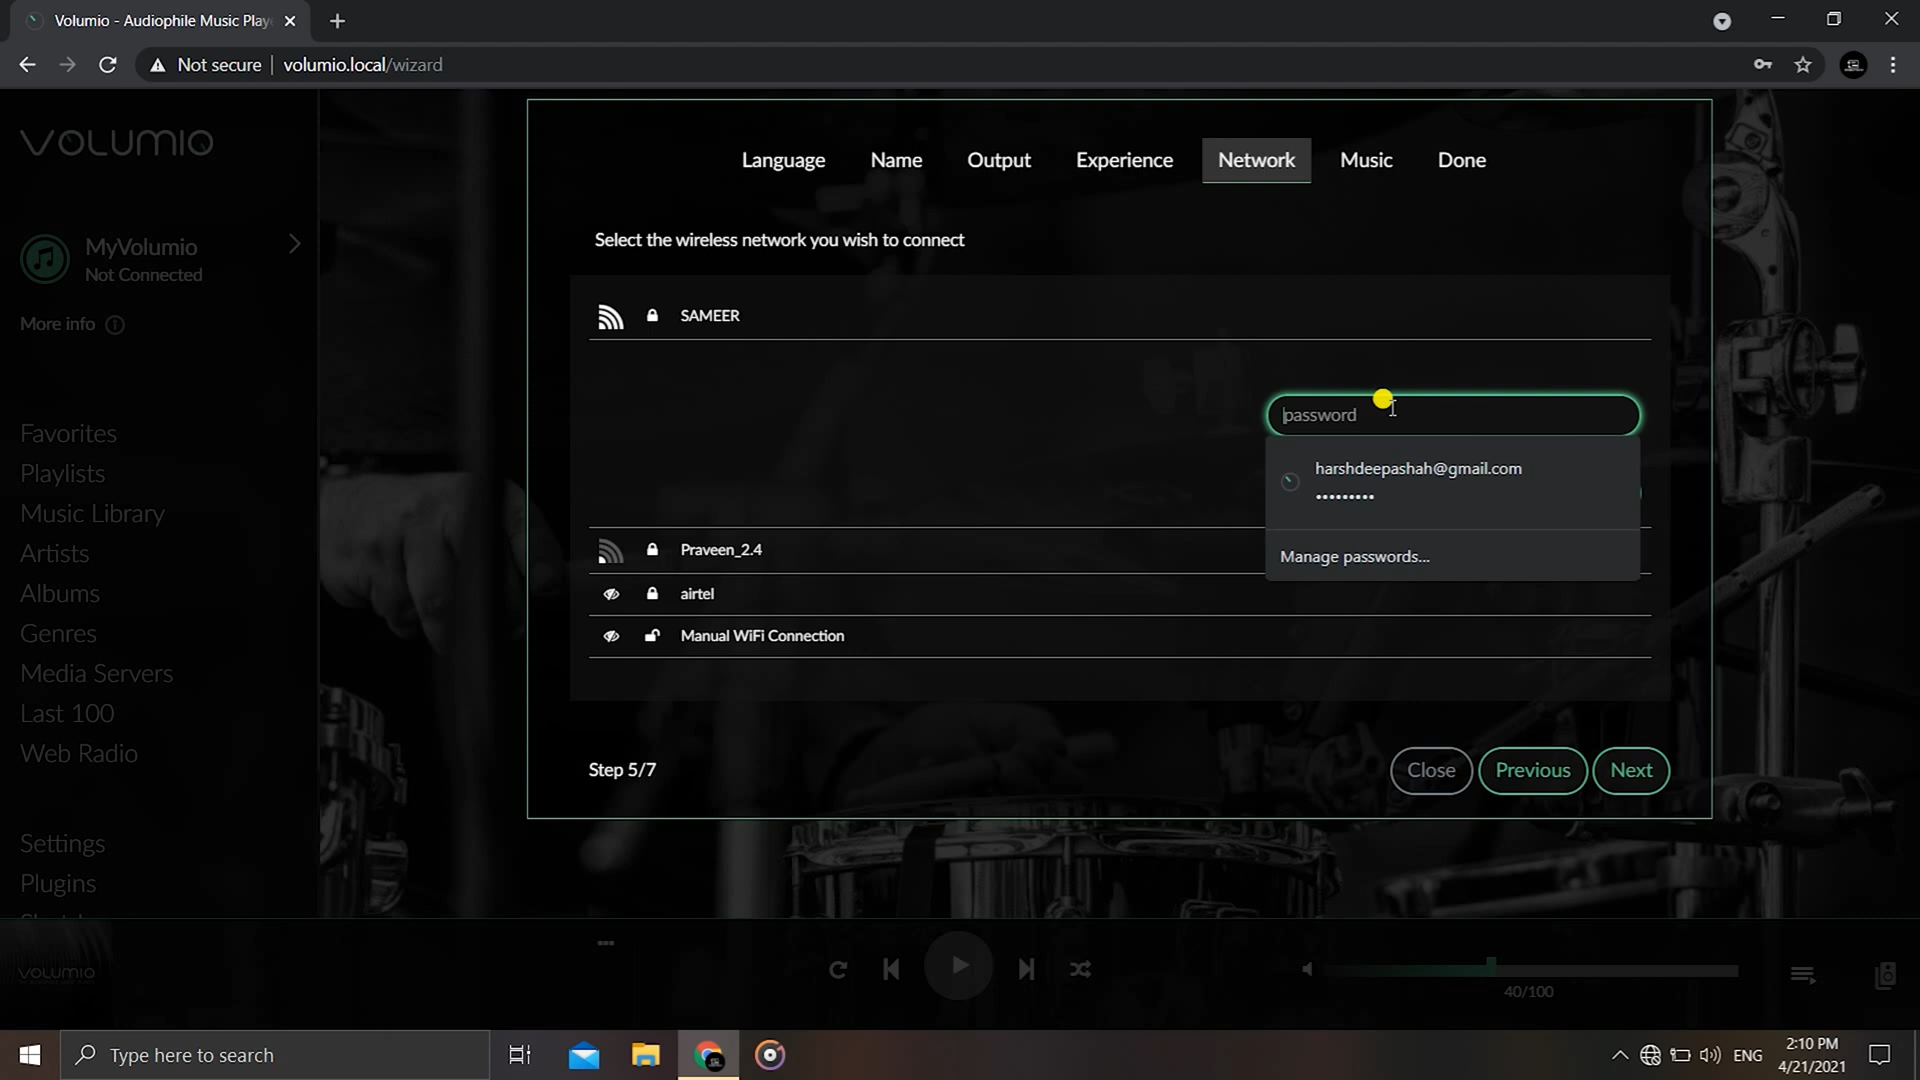 Volumio - Audiophile Music Play
Not secure | volumio.local/wizard
VOLUMIO
MyVolumio
Not Connected
More info
Favorites
Playlists
Music Library
Artists
Albums
Genres
Media Servers
Last 100
Web Radio
Settings
Plugins
Language Name Output Experience Network Music Done
Select the wireless network you wish to connect
SAMEER
password
harshdeepashah@gmail.com
•••••••••
Manage passwords...
Praveen_2.4
airtel
Manual WiFi Connection
Step 5/7
Close Previous Next
VOLUMIO
40/100
Type here to search
ENG
2:10 PM
4/21/2021